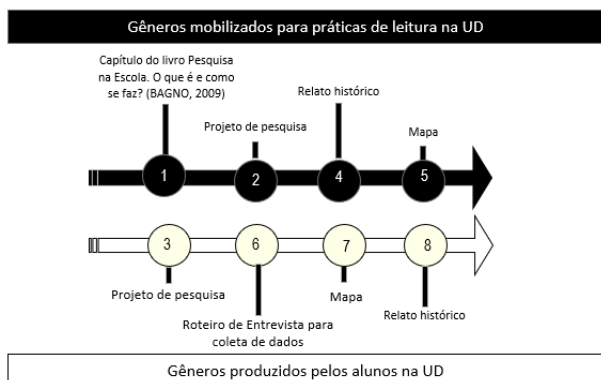 Gêneros mobilizados para práticas de leitura na UD
Capítulo do livro Pesquisa
na Escola. O que é e como
se faz? (BAGNO, 2009)
Projeto de pesquisa
Relato histórico
Mapa
1
2
4
5
3
6
7
8
Projeto de pesquisa
Roteiro de Entrevista para
coleta de dados
Mapa
Relato histórico
Gêneros produzidos pelos alunos na UD